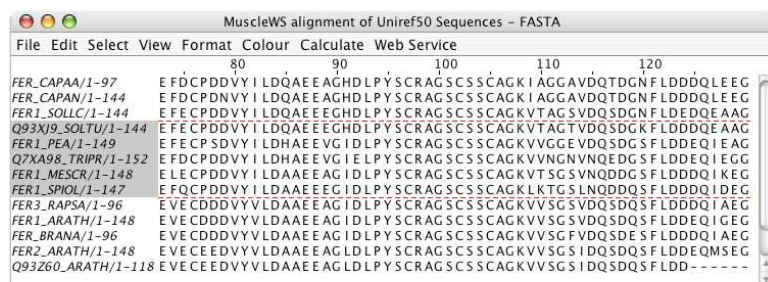 MuscleWS alignment of Uniref50 Sequences - FASTA
File Edit Select View Format Colour Calculate Web Service
80 90 100 110 120
FER_CAPAA/1-97 EFDCPDDVYILDQAEEAGHDLPYSCRAGSCSSCAGKIAGGAVDQTDGNFLDDDQLEEG
FER_CAPAN/1-144 EFDCPDNVYILDQAEEAGHDLPYSCRAGSCSSCAGKIAGGAVDQTDGNFLDDDQLEEG
FER1_SOLLC/1-144 EFECPDDVYILDQAEEEGHDLPYSCRAGSCSSCAGKVTAGSVDQSDGNFLDEDQEAAG
Q93XJ9_SOLTU/1-144 EFECPDDVYILDQAEEEGHDLPYSCRAGSCSSCAGKVTAGTVDQSDGKFLDDDQEAAG
FER1_PEA/1-149 EFECPSDVYILDHAEEVGIDLPYSCRAGSCSSCAGKVVGGEVDQSDGSFLDDEQIEAG
Q7XA98_TRIPR/1-152 EFDCPDDVYILDHAEEVGIELPYSCRAGSCSSCAGKVVNGNVNQEDGSFLDDEQIEGG
FER1_MESCR/1-148 ELECPDDVYILDAAEEAGIDLPYSCRAGSCSSCAGKVTSGSVNQDDGSFLDDDQIKEG
FER1_SPIOL/1-147 EFQCPDDVYILDAAEEEGIDLPYSCRAGSCSSCAGKLKTGSLNQDDQSFLDDDQIDEG
FER3_RAPSA/1-96 EVECDDDVYVLDAAEEAGIDLPYSCRAGSCSSCAGKVVSGSVDQSDQSFLDDDQIAEG
FER1_ARATH/1-148 EVECDDDVYVLDAAEEAGIDLPYSCRAGSCSSCAGKVVSGSVDQSDQSFLDDEQIGEG
FER_BRANA/1-96 EVECDDDVYVLDAAEEAGIDLPYSCRAGSCSSCAGKVVSGFVDQSDESFLDDDQIAEG
FER2_ARATH/1-148 EVECEEDVYVLDAAEEAGLDLPYSCRAGSCSSCAGKVVSGSIDQSDQSFLDDEQMSEG
Q93Z60_ARATH/1-118 EVECEEDVYVLDAAEEAGLDLPYSCRAGSCSSCAGKVVSGSIDQSDQSFLDD------